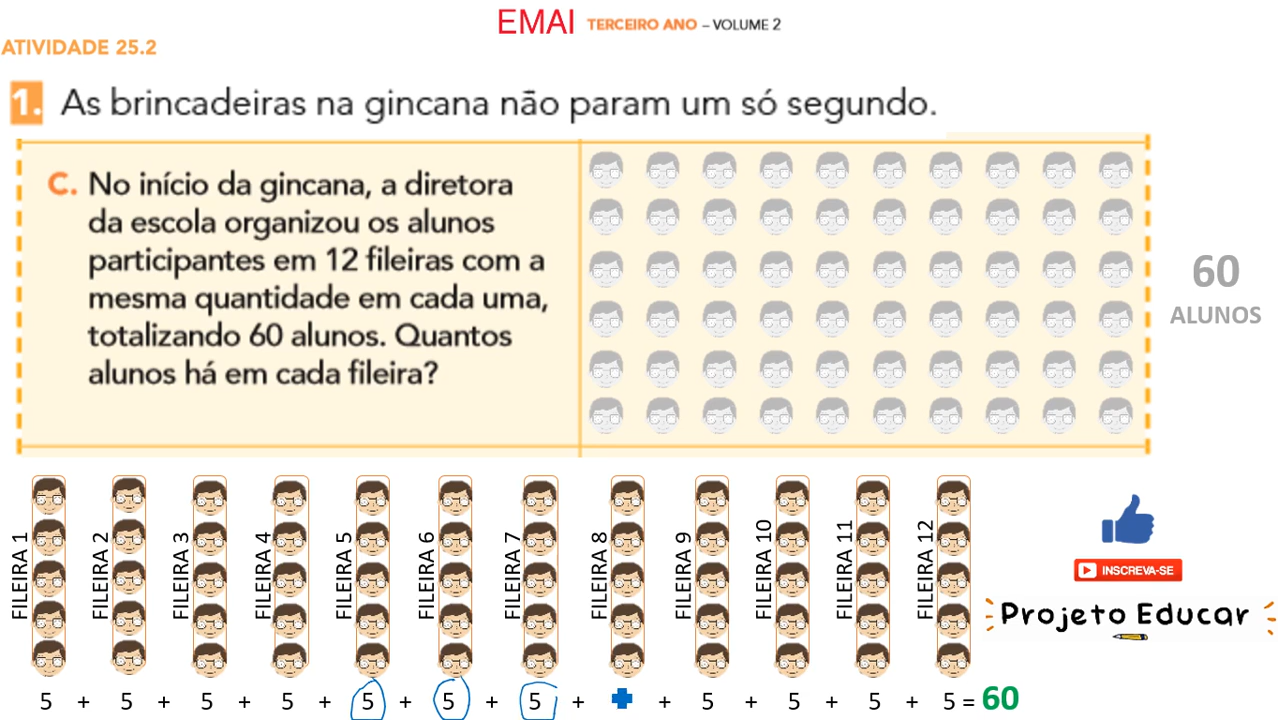 EMAI TERCEIRO ANO – VOLUME 2
ATIVIDADE 25.2
1. As brincadeiras na gincana não param um só segundo.
C. No início da gincana, a diretora
da escola organizou os alunos
participantes em 12 fileiras com a
mesma quantidade em cada uma,
totalizando 60 alunos. Quantos
alunos há em cada fileira?
60
ALUNOS
FILEIRA 1
FILEIRA 2
FILEIRA 3
FILEIRA 4
FILEIRA 5
FILEIRA 6
FILEIRA 7
FILEIRA 8
FILEIRA 9
FILEIRA 10
FILEIRA 11
FILEIRA 12
INSCREVA-SE
Projeto Educar
5 + 5 + 5 + 5 + 5 + 5 + 5 + + 5 + 5 + 5 + 5 = 60